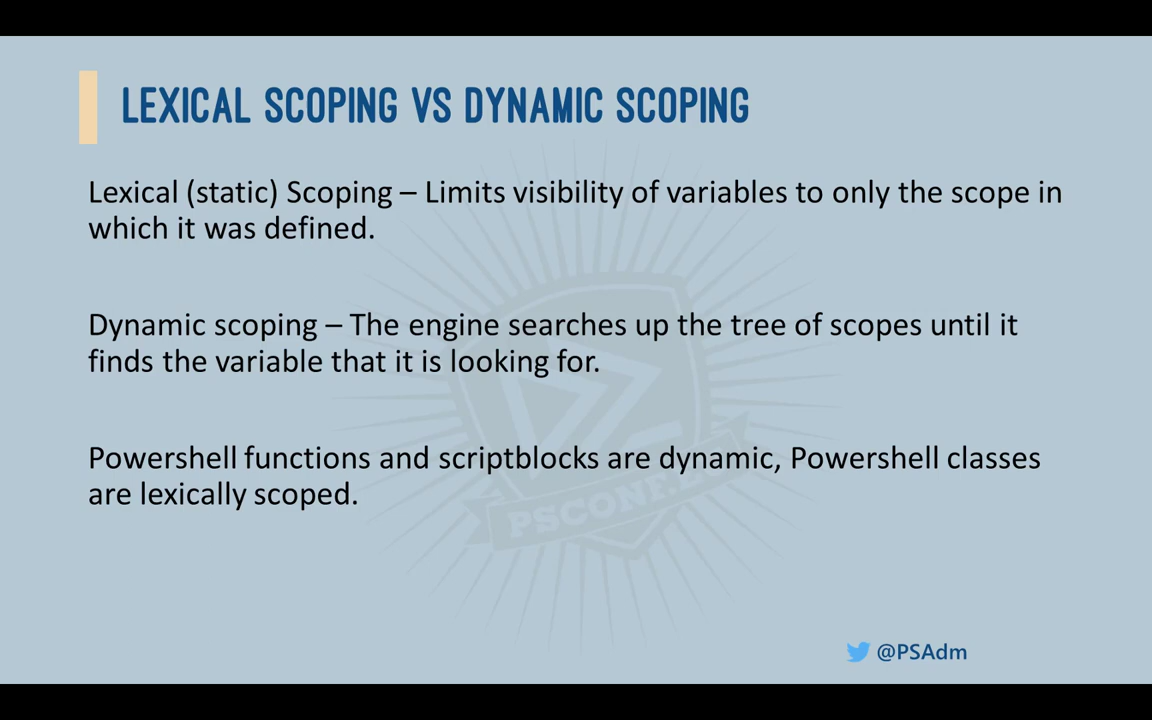 LEXICAL SCOPING VS DYNAMIC SCOPING
Lexical (static) Scoping – Limits visibility of variables to only the scope in
which it was defined.
Dynamic scoping – The engine searches up the tree of scopes until it
finds the variable that it is looking for.
Powershell functions and scriptblocks are dynamic, Powershell classes
are lexically scoped.
@PSAdm